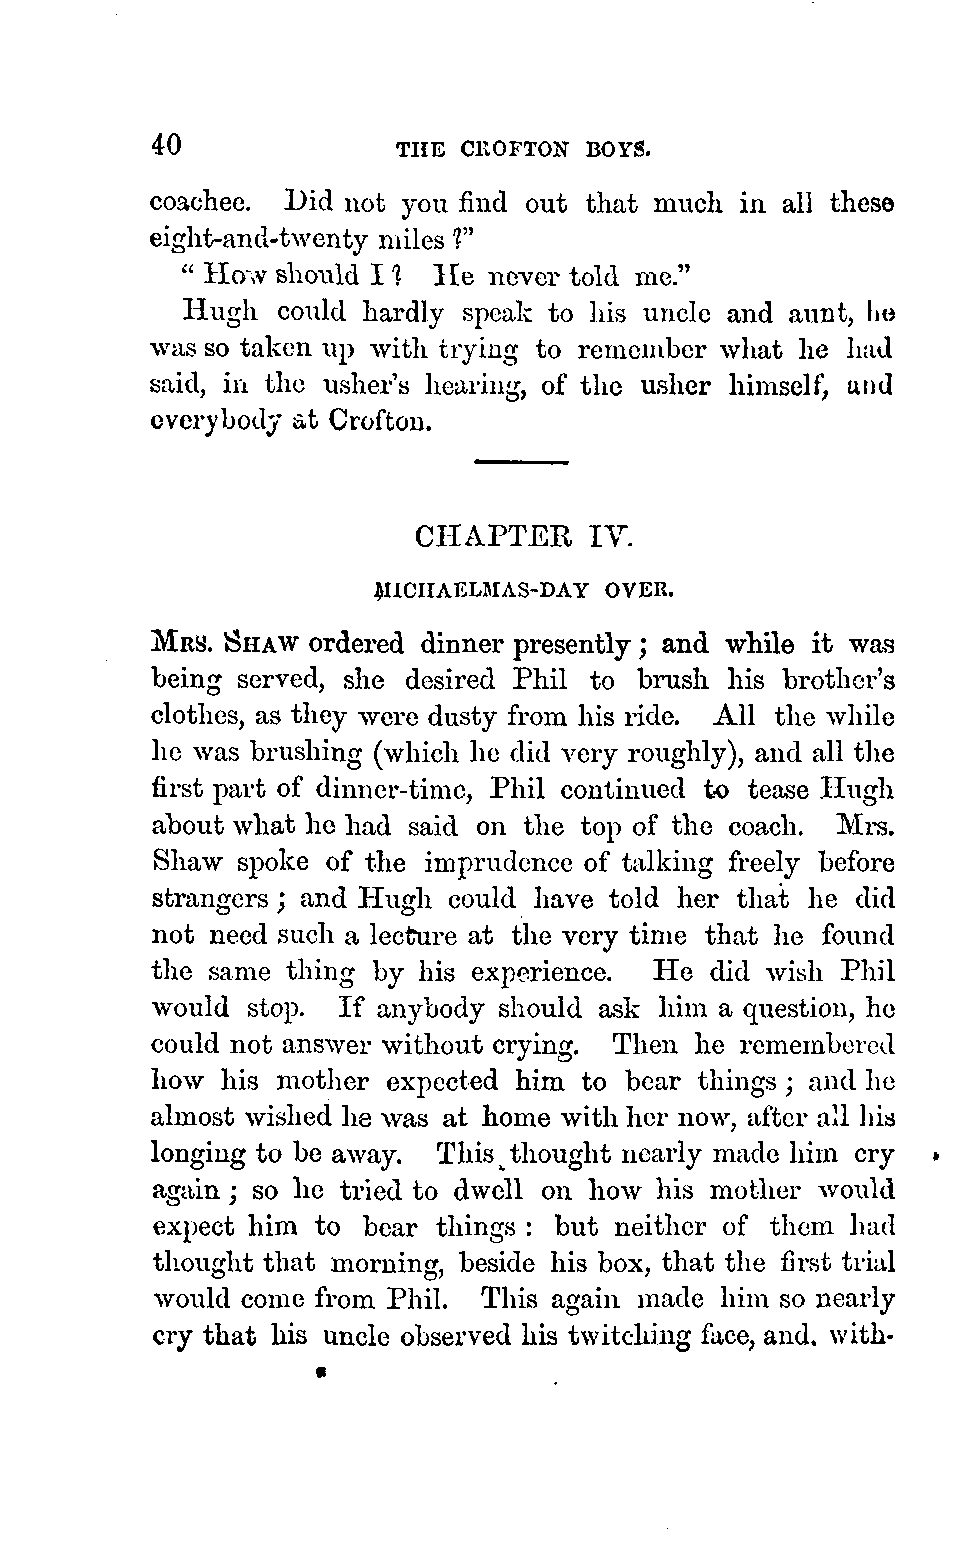 40 THE CROFTON BOYS.
coachee. Did not you find out that much in all these
eight-and-twenty miles ?"
" How should I ? He never told me."
Hugh could hardly speak to his uncle and aunt, he
was so taken up with trying to remember what he had
said, in the usher's hearing, of the usher himself, and
everybody at Crofton.
CHAPTER IV.
MICHAELMAS-DAY OVER.
MRS. SHAW ordered dinner presently ; and while it was
being served, she desired Phil to brush his brother's
clothes, as they were dusty from his ride. All the while
he was brushing (which he did very roughly), and all the
first part of dinner-time, Phil continued to tease Hugh
about what he had said on the top of the coach. Mrs.
Shaw spoke of the imprudence of talking freely before
strangers ; and Hugh could have told her that he did
not need such a lecture at the very time that he found
the same thing by his experience. He did wish Phil
would stop. If anybody should ask him a question, he
could not answer without crying. Then he remembered
how his mother expected him to bear things ; and he
almost wished he was at home with her now, after all his
longing to be away. This thought nearly made him cry
again ; so he tried to dwell on how his mother would
expect him to bear things : but neither of them had
thought that morning, beside his box, that the first trial
would come from Phil. This again made him so nearly
cry that his uncle observed his twitching face, and. with-